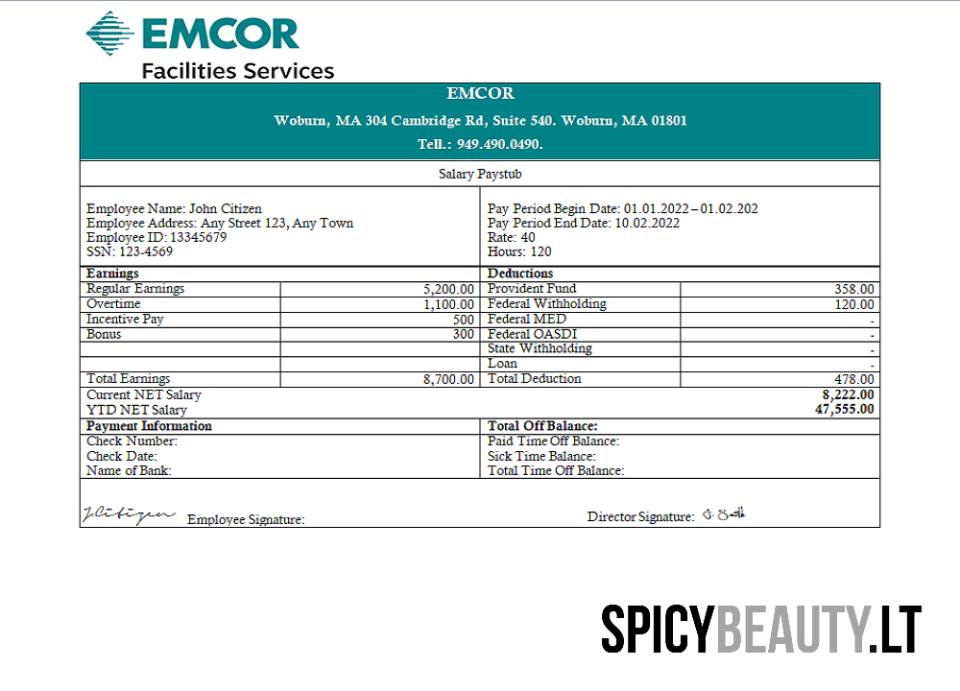 EMCOR
Facilities Services
EMCOR
Woburn, MA 304 Cambridge Rd, Suite 540. Woburn, MA 01801
Tell.: 949.490.0490.
Salary Paystub
Employee Name: John Citizen
Employee Address: Any Street 123, Any Town
Employee ID: 13345679
SSN: 123-4569
Pay Period Begin Date: 01.01.2022 – 01.02.202
Pay Period End Date: 10.02.2022
Rate: 40
Hours: 120
Earnings Deductions
Regular Earnings 5,200.00 Provident Fund 358.00
Overtime 1,100.00 Federal Withholding 120.00
Incentive Pay 500 Federal MED -
Bonus 300 Federal OASDI -
State Withholding -
Loan -
Total Earnings 8,700.00 Total Deduction 478.00
Current NET Salary 8,222.00
YTD NET Salary 47,555.00
Payment Information Total Off Balance:
Check Number: Paid Time Off Balance:
Check Date: Sick Time Balance:
Name of Bank: Total Time Off Balance:
JCitizen Employee Signature: Director Signature:
SPICYBEAUTY.LT